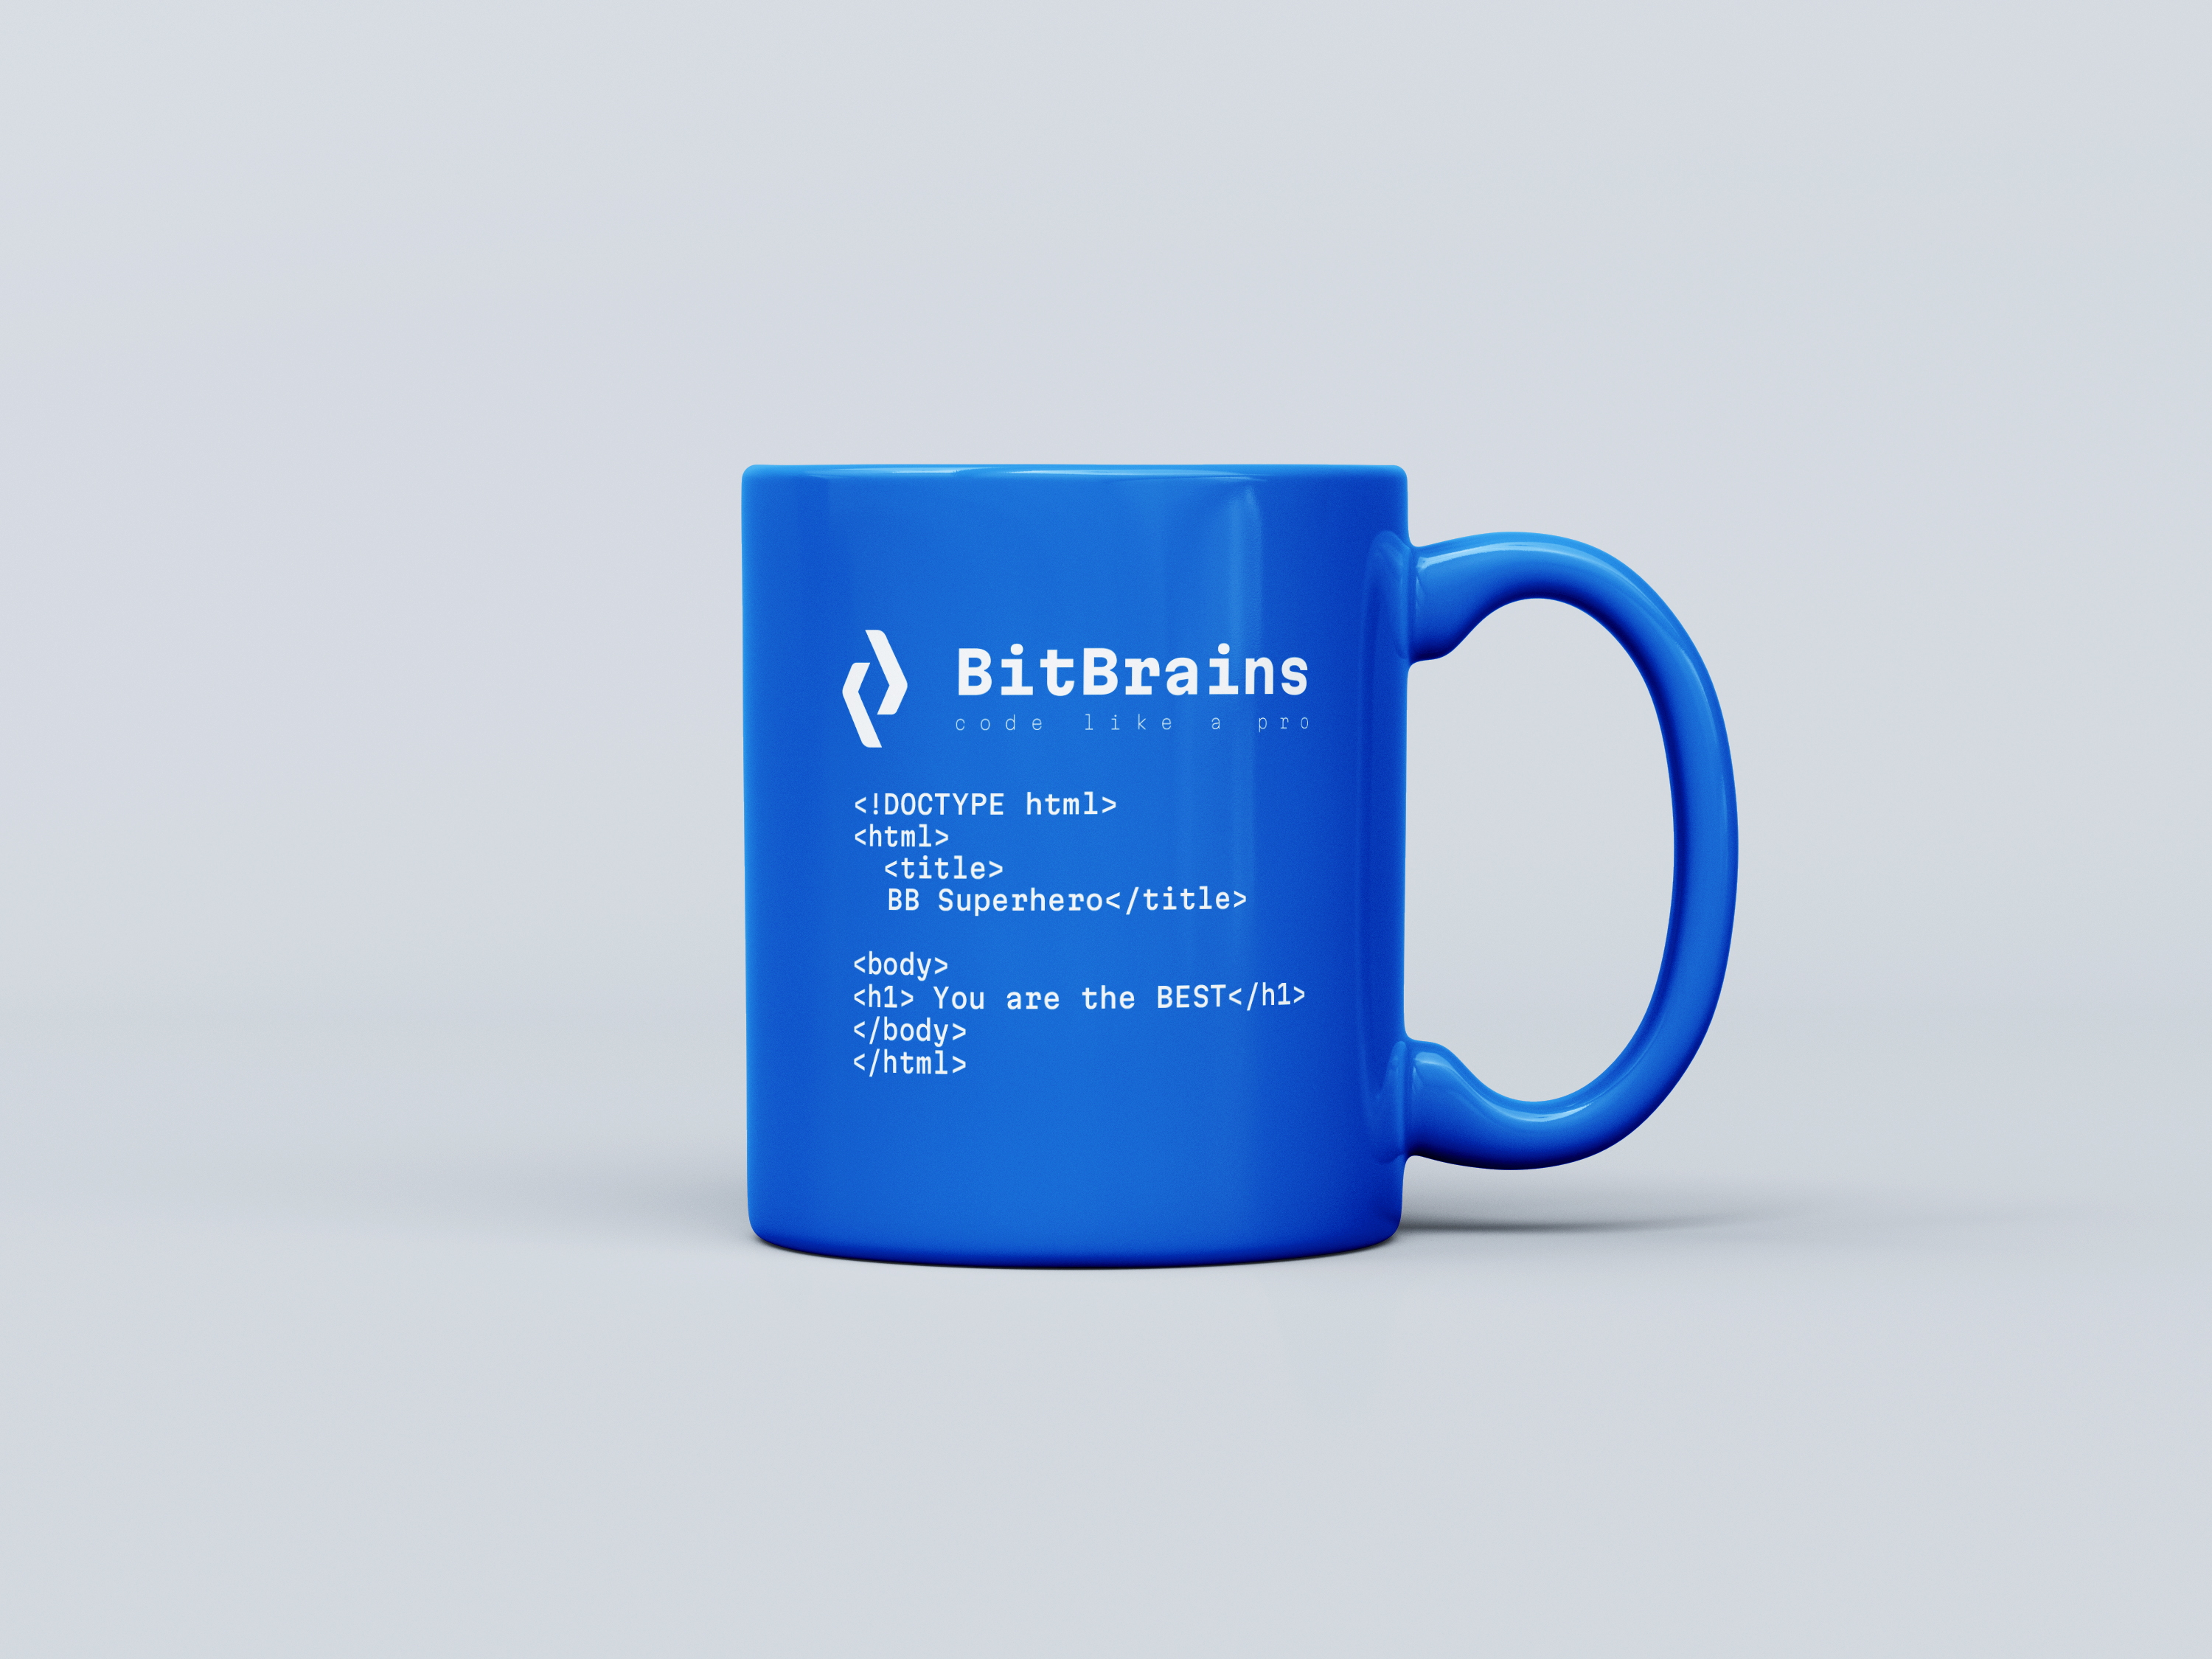 BitBrains
code like a pro
<!DOCTYPE html>
<html>
<title>
BB Superhero</title>
<body>
<h1> You are the BEST</h1>
</body>
</html>